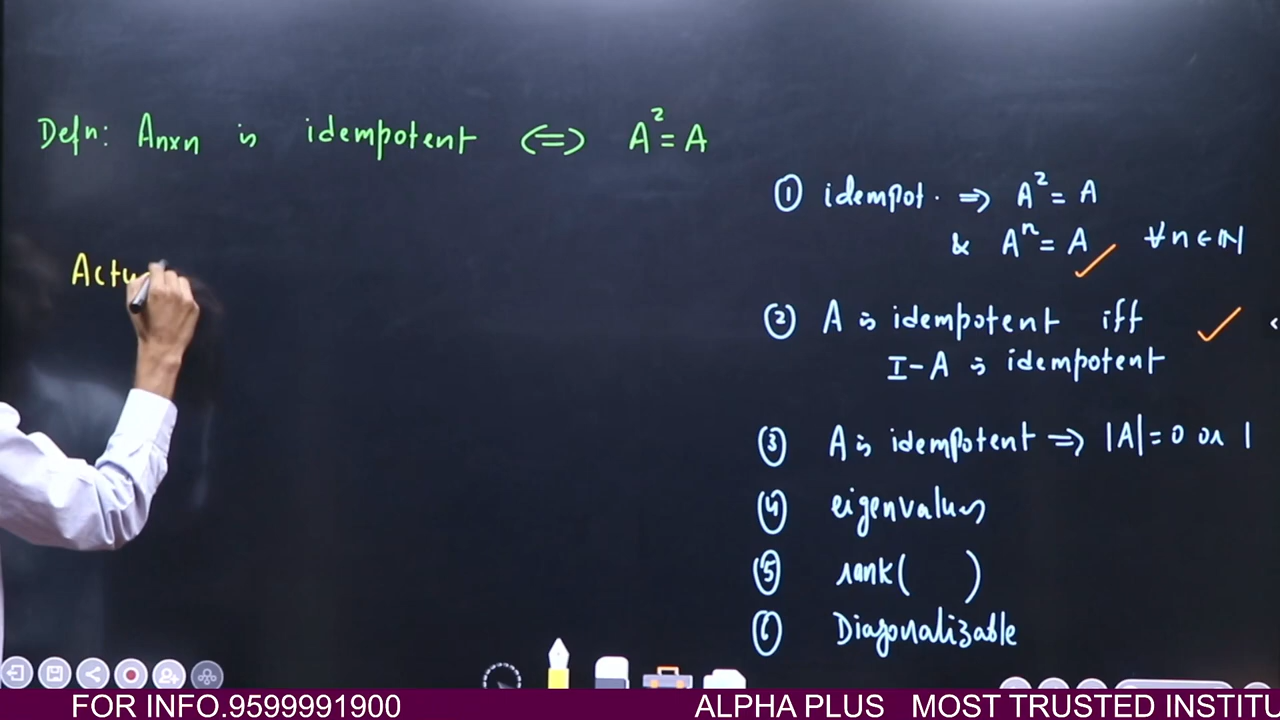 Defn: Anxn is idempotent <=> A²= A
Actu
① idempot. => A²= A
& Aⁿ= A ∀n∈ℕ
② A is idempotent iff
I-A is idempotent
③ A is idempotent => |A|=0 or 1
④ eigenvalues
⑤ rank( )
⑥ Diagonalizable
FOR INFO.9599991900 ALPHA PLUS MOST TRUSTED INSTITU